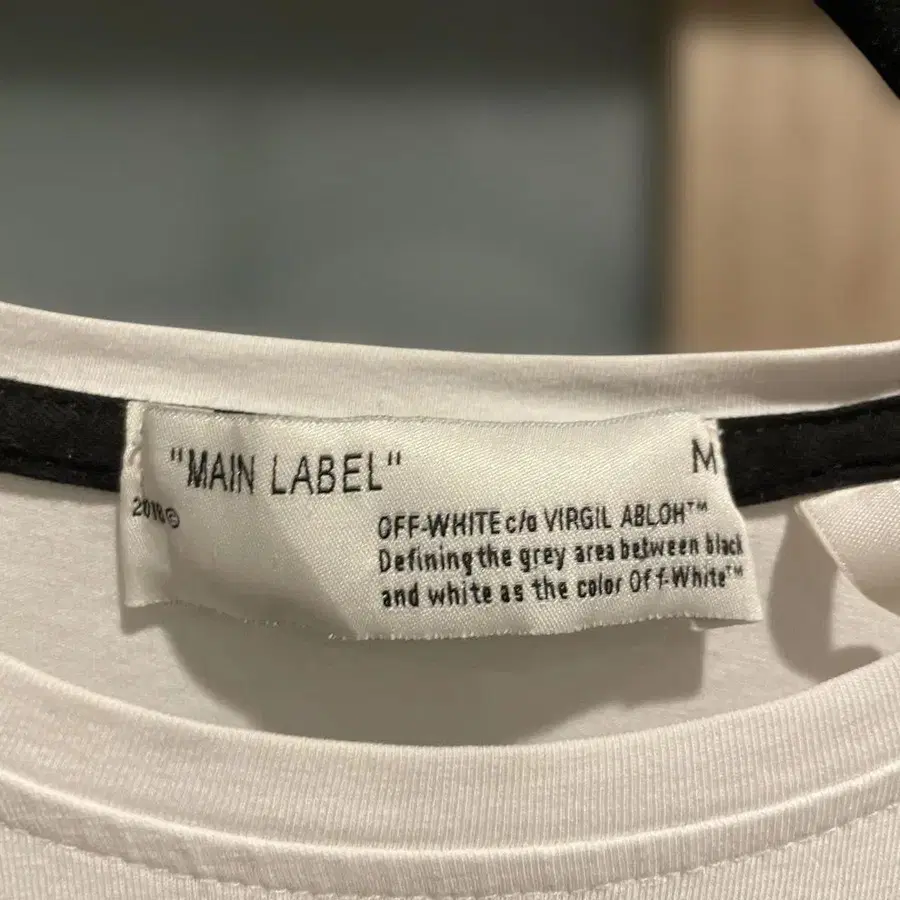 "MAIN LABEL" M
2018©
OFF-WHITE c/o VIRGIL ABLOH™
Defining the grey area between black
and white as the color Off-White™